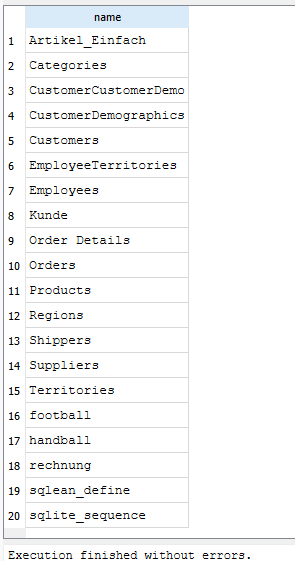 name
1 Artikel_Einfach
2 Categories
3 CustomerCustomerDemo
4 CustomerDemographics
5 Customers
6 EmployeeTerritories
7 Employees
8 Kunde
9 Order Details
10 Orders
11 Products
12 Regions
13 Shippers
14 Suppliers
15 Territories
16 football
17 handball
18 rechnung
19 sqlean_define
20 sqlite_sequence
Execution finished without errors.